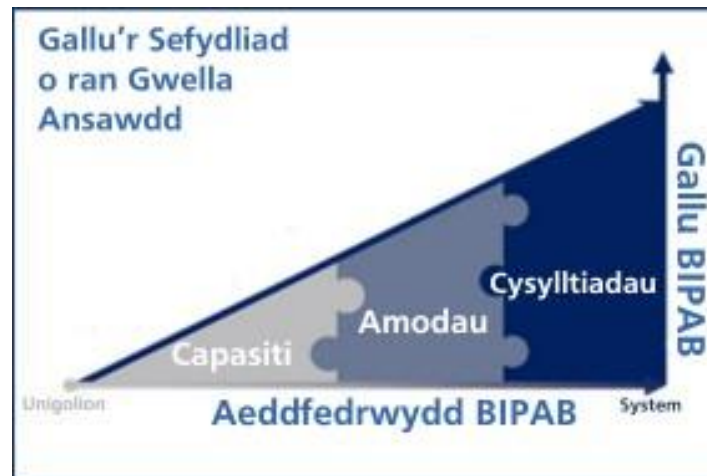 Gallu'r Sefydliad
o ran Gwella
Ansawdd
Gallu BIPAB
Cysylltiadau
Amodau
Capasiti
Unigolion
Aeddfedrwydd BIPAB
System